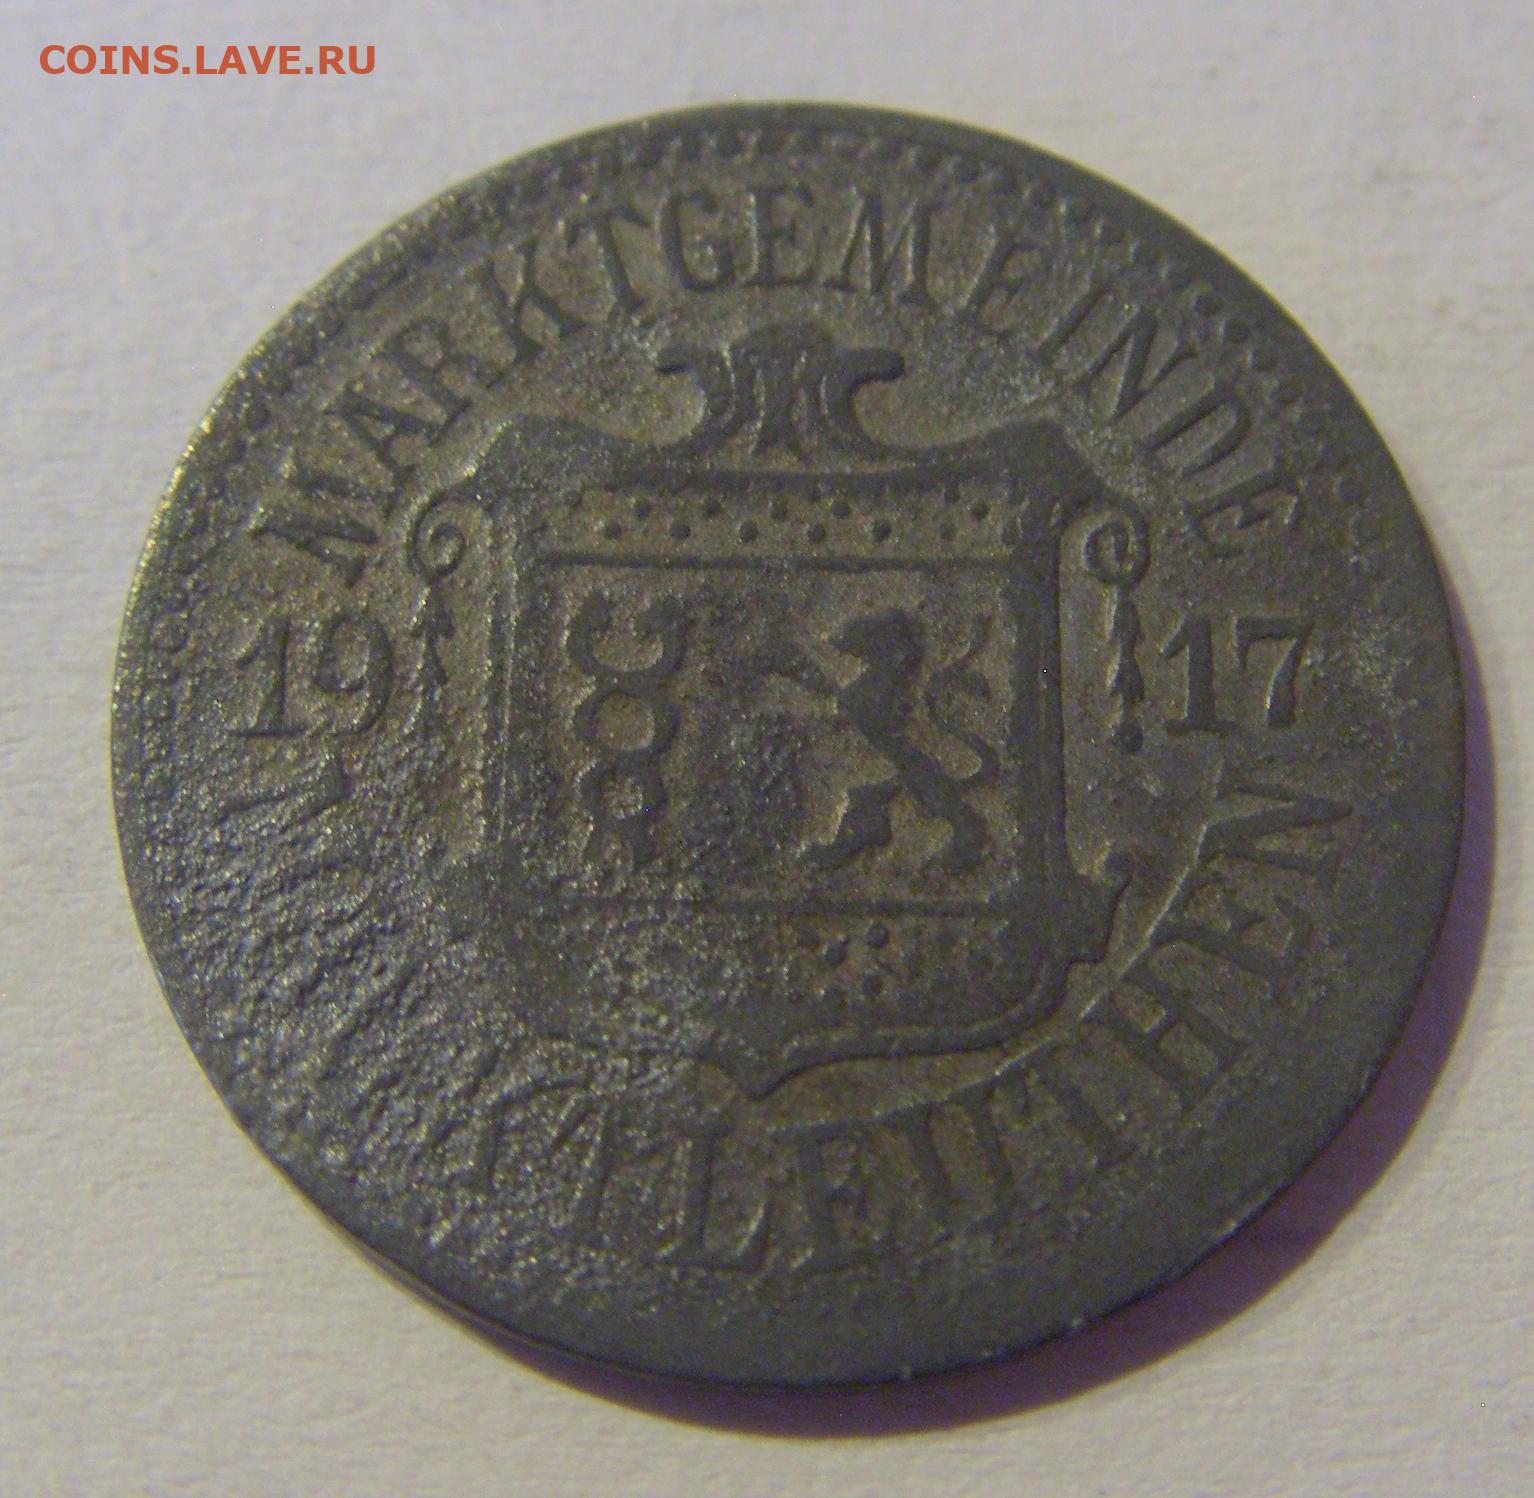 COINS.LAVE.RU
MARKTGEMEINDE
19 17